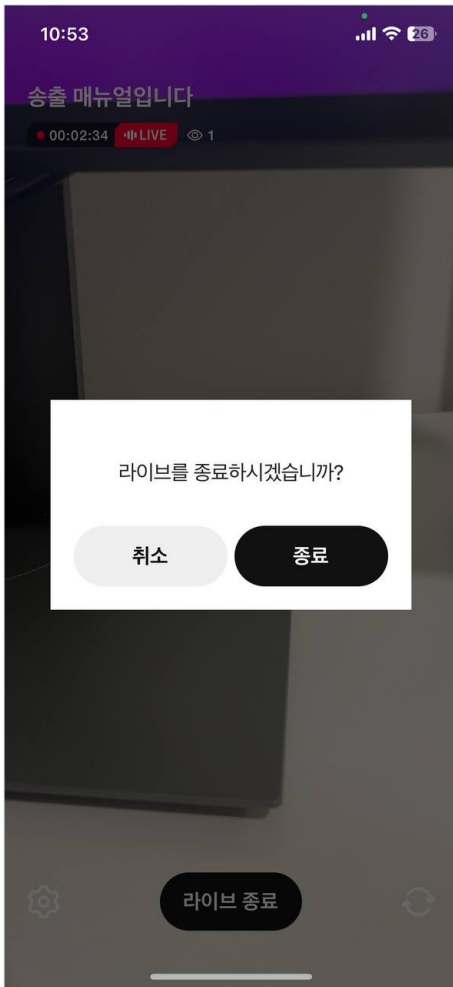 10:53
26
송출 매뉴얼입니다
00:02:34 LIVE 1
라이브를 종료하시겠습니까?
취소 종료
라이브 종료